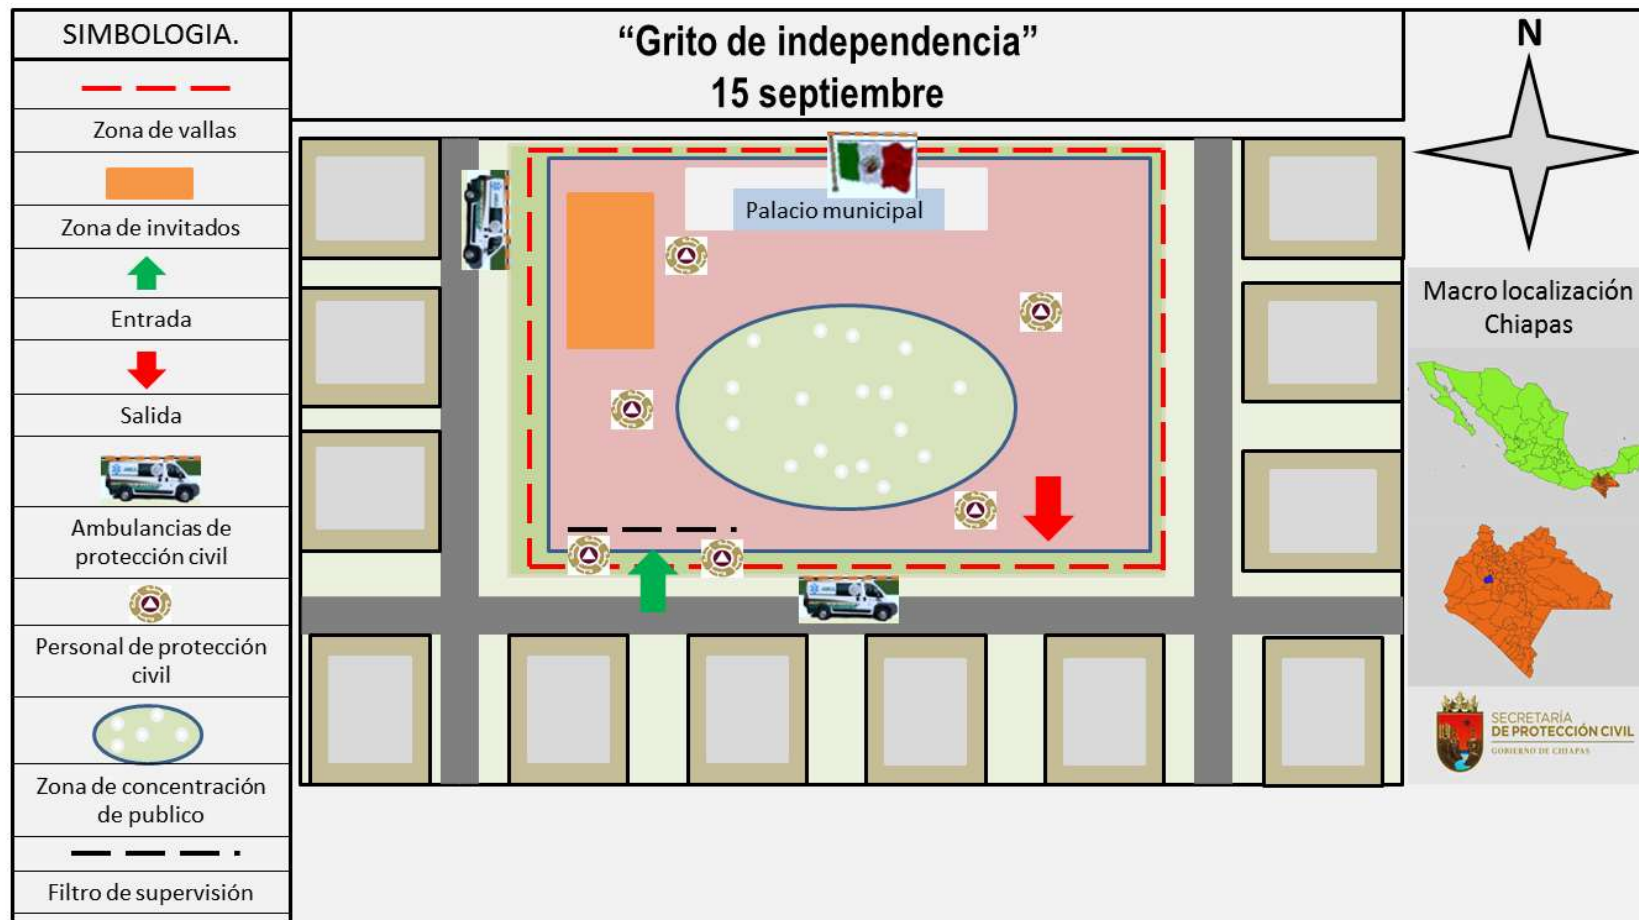 SIMBOLOGIA.
Zona de vallas
Zona de invitados
Entrada
Salida
Ambulancias de
protección civil
Personal de protección
civil
Zona de concentración
de publico
Filtro de supervisión
“Grito de independencia”
15 septiembre
Palacio municipal
N
Macro localización
Chiapas
SECRETARÍA
DE PROTECCIÓN CIVIL
GOBIERNO DE CHIAPAS